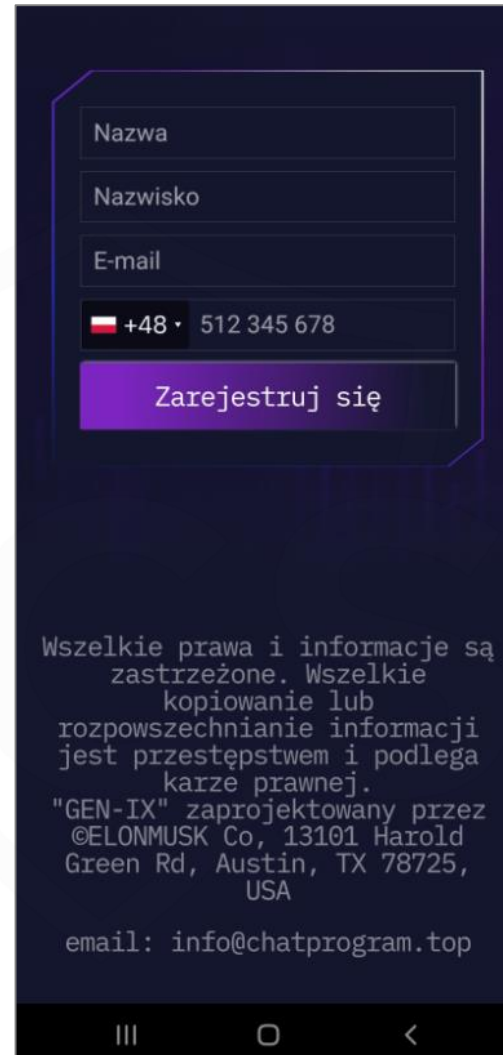 Nazwa
Nazwisko
E-mail
+48 512 345 678
Zarejestruj się
Wszelkie prawa i informacje są
zastrzeżone. Wszelkie
kopiowanie lub
rozpowszechnianie informacji
jest przestępstwem i podlega
karze prawnej.
"GEN-IX" zaprojektowany przez
©ELONMUSK Co, 13101 Harold
Green Rd, Austin, TX 78725,
USA
email: info@chatprogram.top